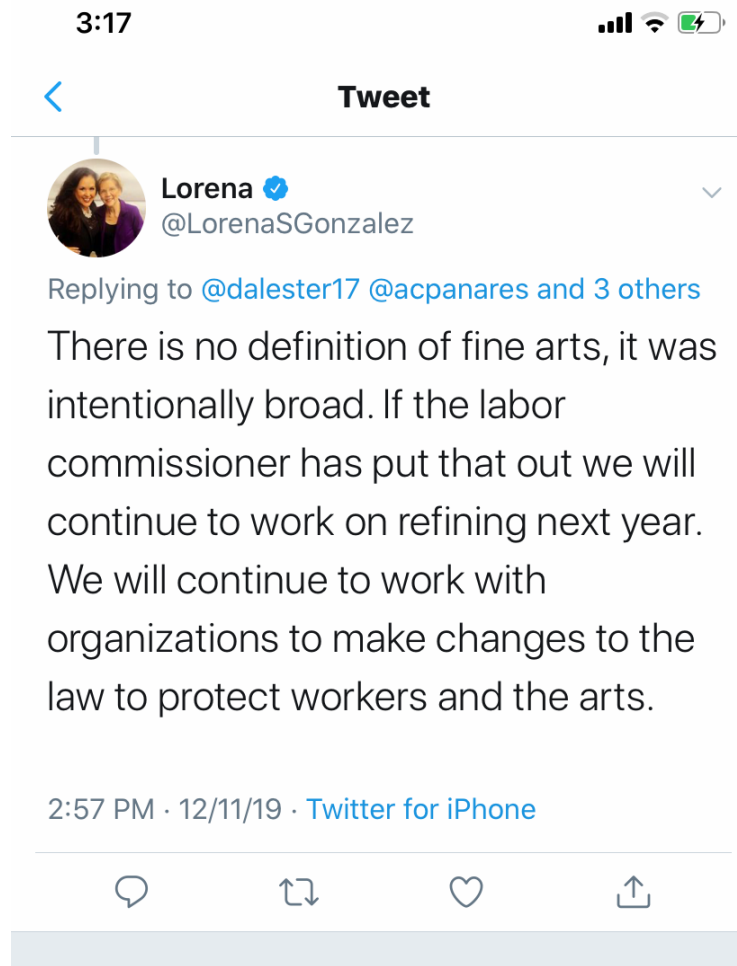 3:17
Tweet
Lorena
@LorenaSGonzalez
Replying to @dalester17 @acpanares and 3 others
There is no definition of fine arts, it was
intentionally broad. If the labor
commissioner has put that out we will
continue to work on refining next year.
We will continue to work with
organizations to make changes to the
law to protect workers and the arts.
2:57 PM · 12/11/19 · Twitter for iPhone